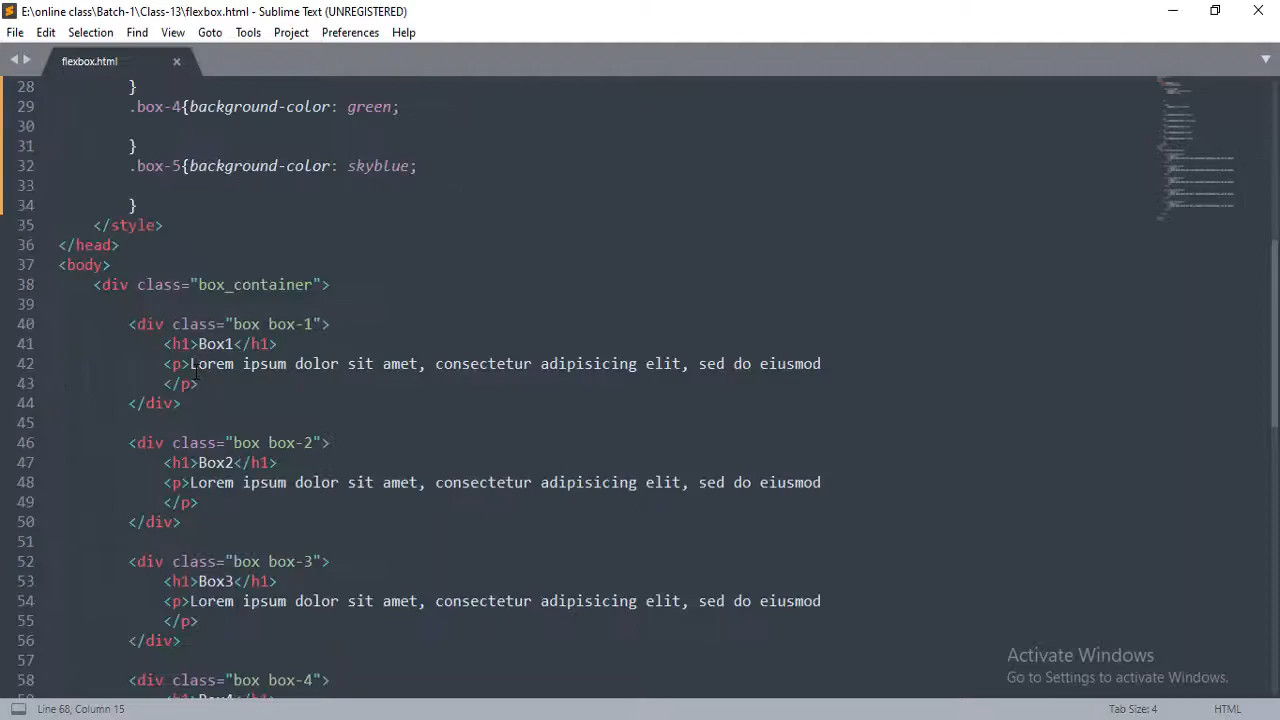 E:\online class\Batch-1\Class-13\flexbox.html - Sublime Text (UNREGISTERED)
File Edit Selection Find View Goto Tools Project Preferences Help
flexbox.html
28 }
29 .box-4{background-color: green;
30
31 }
32 .box-5{background-color: skyblue;
33
34 }
35 </style>
36 </head>
37 <body>
38 <div class="box_container">
39
40 <div class="box box-1">
41 <h1>Box1</h1>
42 <p>Lorem ipsum dolor sit amet, consectetur adipisicing elit, sed do eiusmod
43 </p>
44 </div>
45
46 <div class="box box-2">
47 <h1>Box2</h1>
48 <p>Lorem ipsum dolor sit amet, consectetur adipisicing elit, sed do eiusmod
49 </p>
50 </div>
51
52 <div class="box box-3">
53 <h1>Box3</h1>
54 <p>Lorem ipsum dolor sit amet, consectetur adipisicing elit, sed do eiusmod
55 </p>
56 </div>
57
58 <div class="box box-4">
Activate Windows
Go to Settings to activate Windows.
Line 68, Column 15 Tab Size: 4 HTML